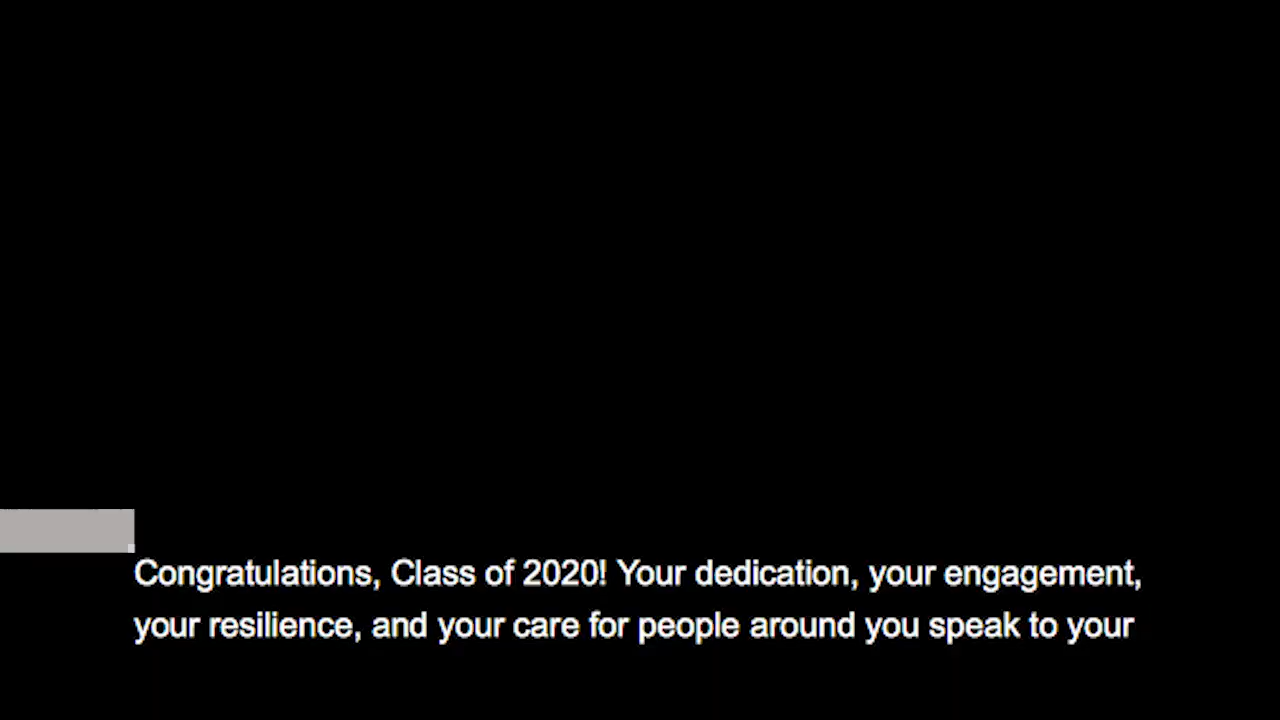 Congratulations, Class of 2020! Your dedication, your engagement,
your resilience, and your care for people around you speak to your